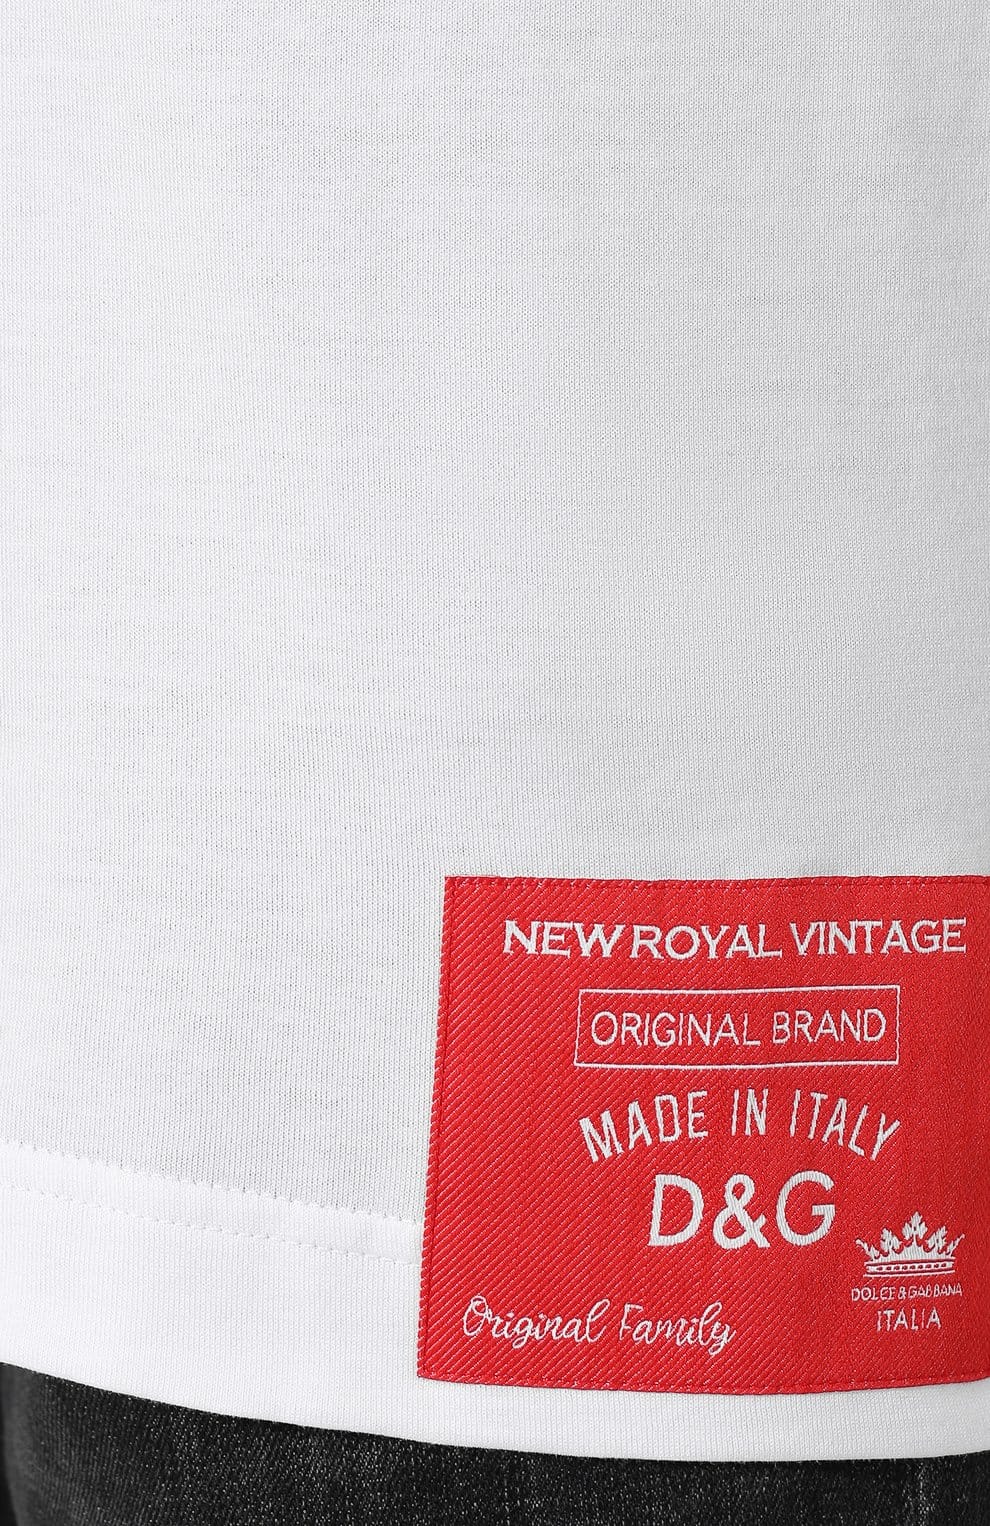 NEW ROYAL VINTAGE
ORIGINAL BRAND
MADE IN ITALY
D&G
DOLCE & GABBANA
ITALIA
Original Family